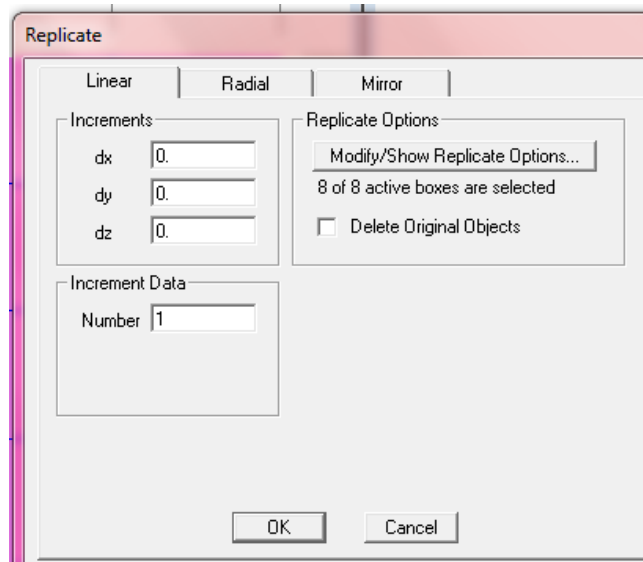 Replicate
Linear Radial Mirror
Increments
dx 0.
dy 0.
dz 0.
Increment Data
Number 1
Replicate Options
Modify/Show Replicate Options...
8 of 8 active boxes are selected
Delete Original Objects
OK Cancel